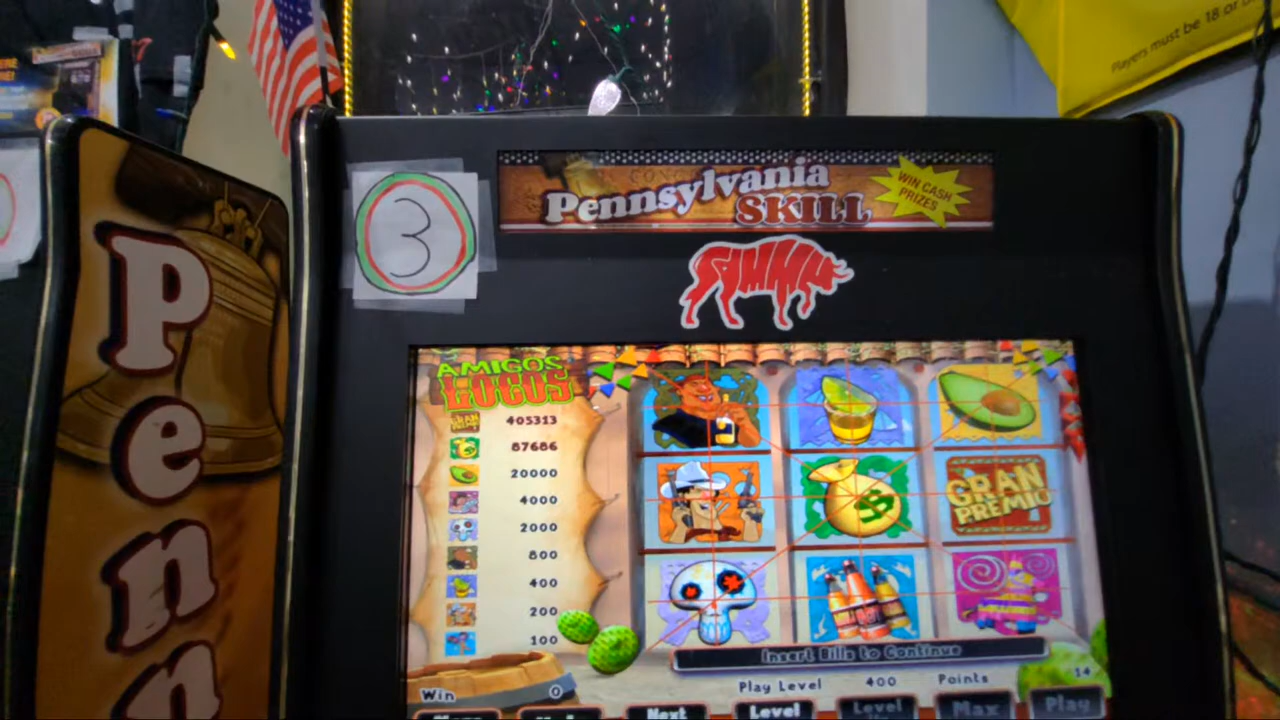 Players must be 18 or
Pennsylvania
SKILL
WIN CASH
PRIZES
3
SAMMM
Penn
AMIGOS
LOCOS
405313
87686
20000
4000
2000
800
400
200
100
GRAN
PREMIO
Insert Bills to Continue
Win 0
Play Level 400 Points 14
Next
Level
Level
Max
Play